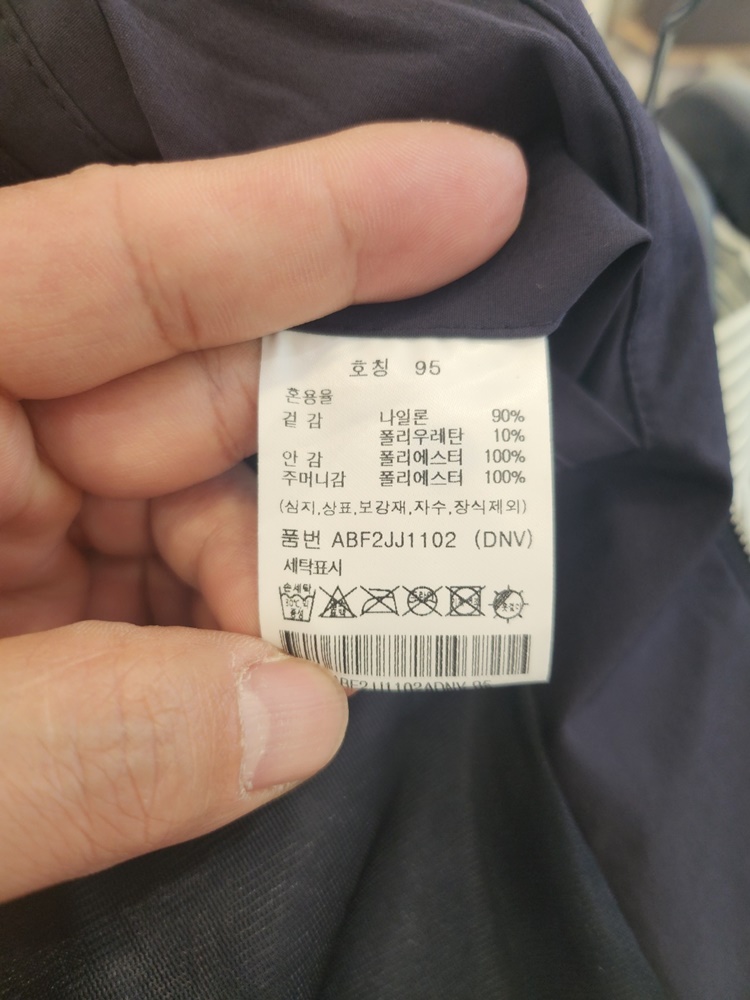 호칭 95
혼용율
겉 감 나일론 90%
폴리우레탄 10%
안 감 폴리에스터 100%
주머니감 폴리에스터 100%
(심지,상표,보강재,자수,장식제외)
품번 ABF2JJ1102 (DNV)
세탁표시
손세탁
30℃
중성